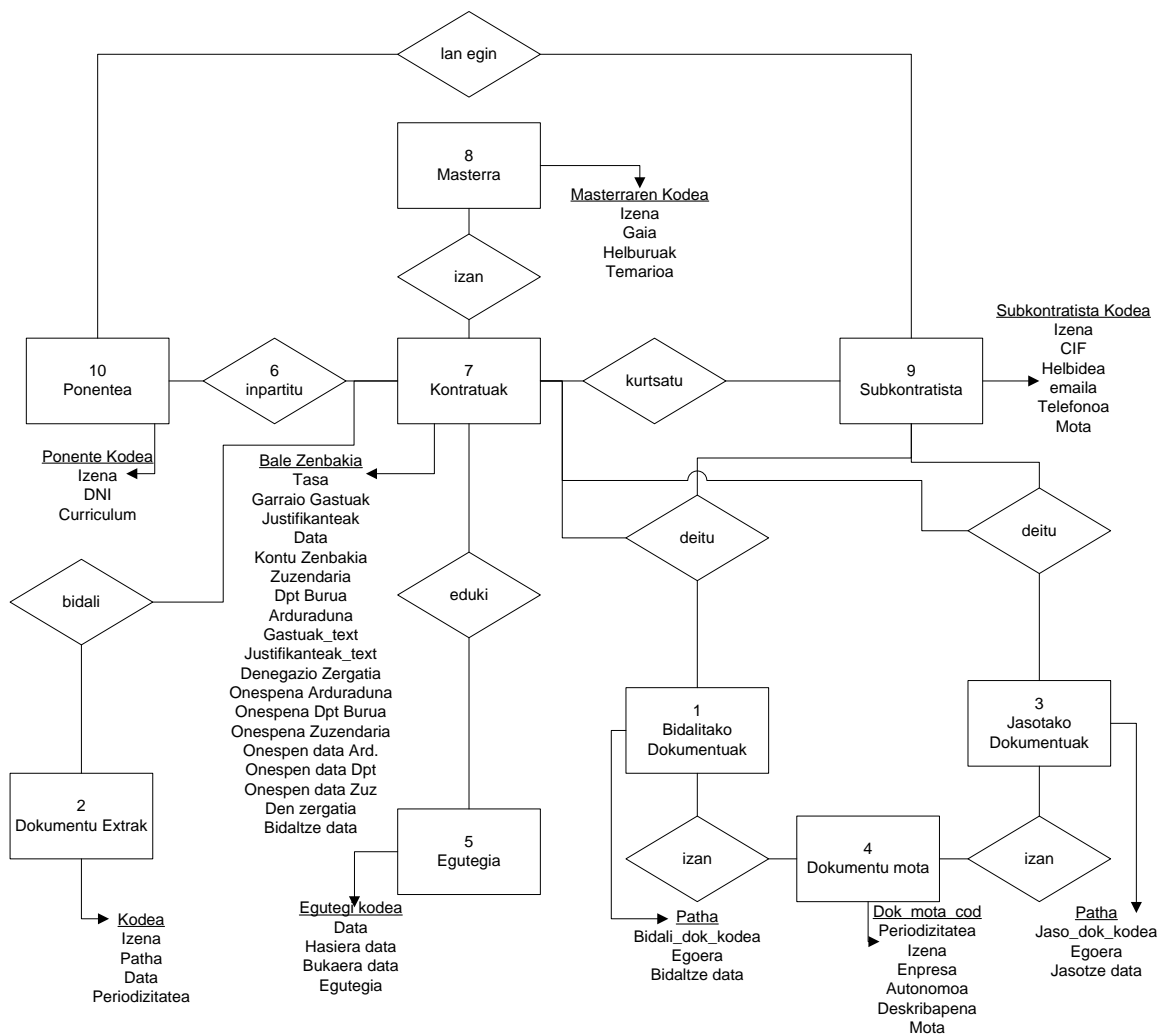 lan egin
8
Masterra
Masterraren Kodea
Izena
Gaia
Helburuak
Temarioa
izan
10
Ponentea
6
inpartitu
7
Kontratuak
kurtsatu
9
Subkontratista
Subkontratista Kodea
Izena
CIF
Helbidea
emaila
Telefonoa
Mota
Ponente Kodea
Izena
DNI
Curriculum
Bale Zenbakia
Tasa
Garraio Gastuak
Justifikanteak
Data
Kontu Zenbakia
Zuzendaria
Dpt Burua
Arduraduna
Gastuak_text
Justifikanteak_text
Denegazio Zergatia
Onespena Arduraduna
Onespena Dpt Burua
Onespena Zuzendaria
Onespen data Ard.
Onespen data Dpt
Onespen data Zuz
Den zergatia
Bidaltze data
deitu
deitu
bidali
eduki
1
Bidalitako
Dokumentuak
3
Jasotako
Dokumentuak
2
Dokumentu Extrak
5
Egutegia
izan
4
Dokumentu mota
izan
Kodea
Izena
Patha
Data
Periodizitatea
Egutegi kodea
Data
Hasiera data
Bukaera data
Egutegia
Patha
Bidali_dok_kodea
Egoera
Bidaltze data
Dok_mota_cod
Periodizitatea
Izena
Enpresa
Autonomoa
Deskribapena
Mota
Patha
Jaso_dok_kodea
Egoera
Jasotze data